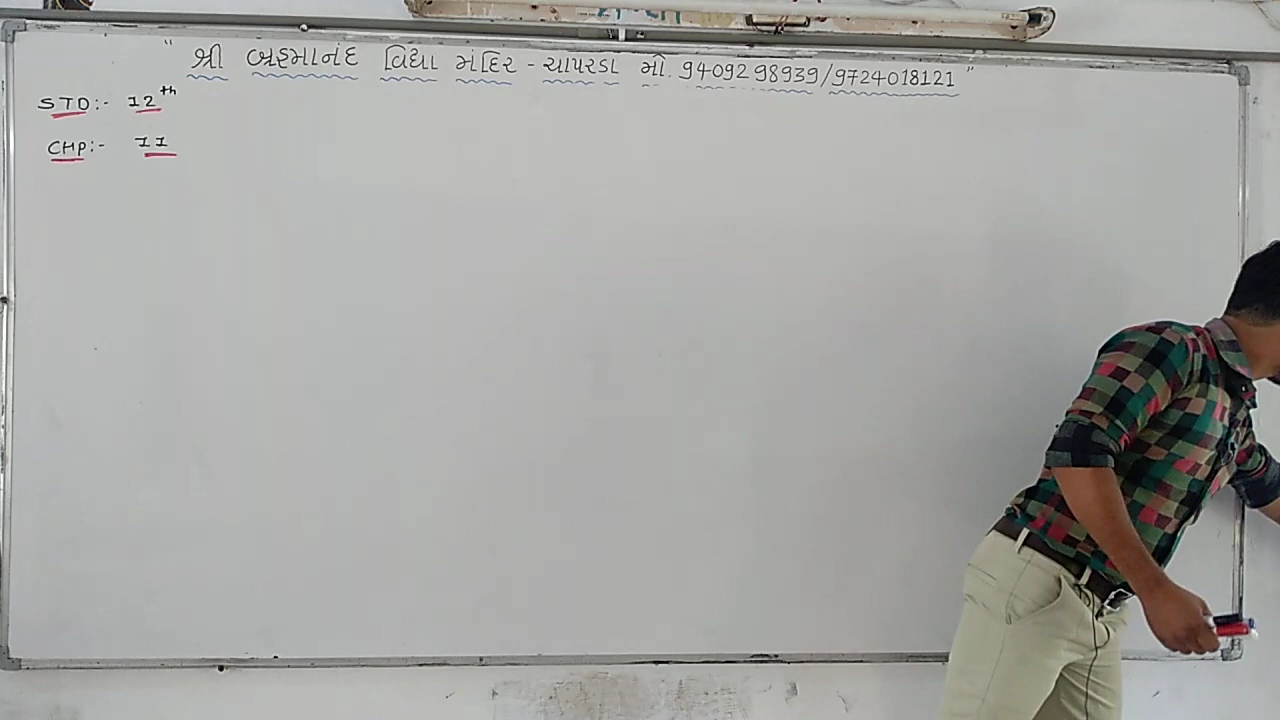 " શ્રી બ્રહ્માનંદ વિદ્યા મંદિર - ચાપરડા મો. 9409298939/9724018121 "
STD:- 12th
CHP:- 11